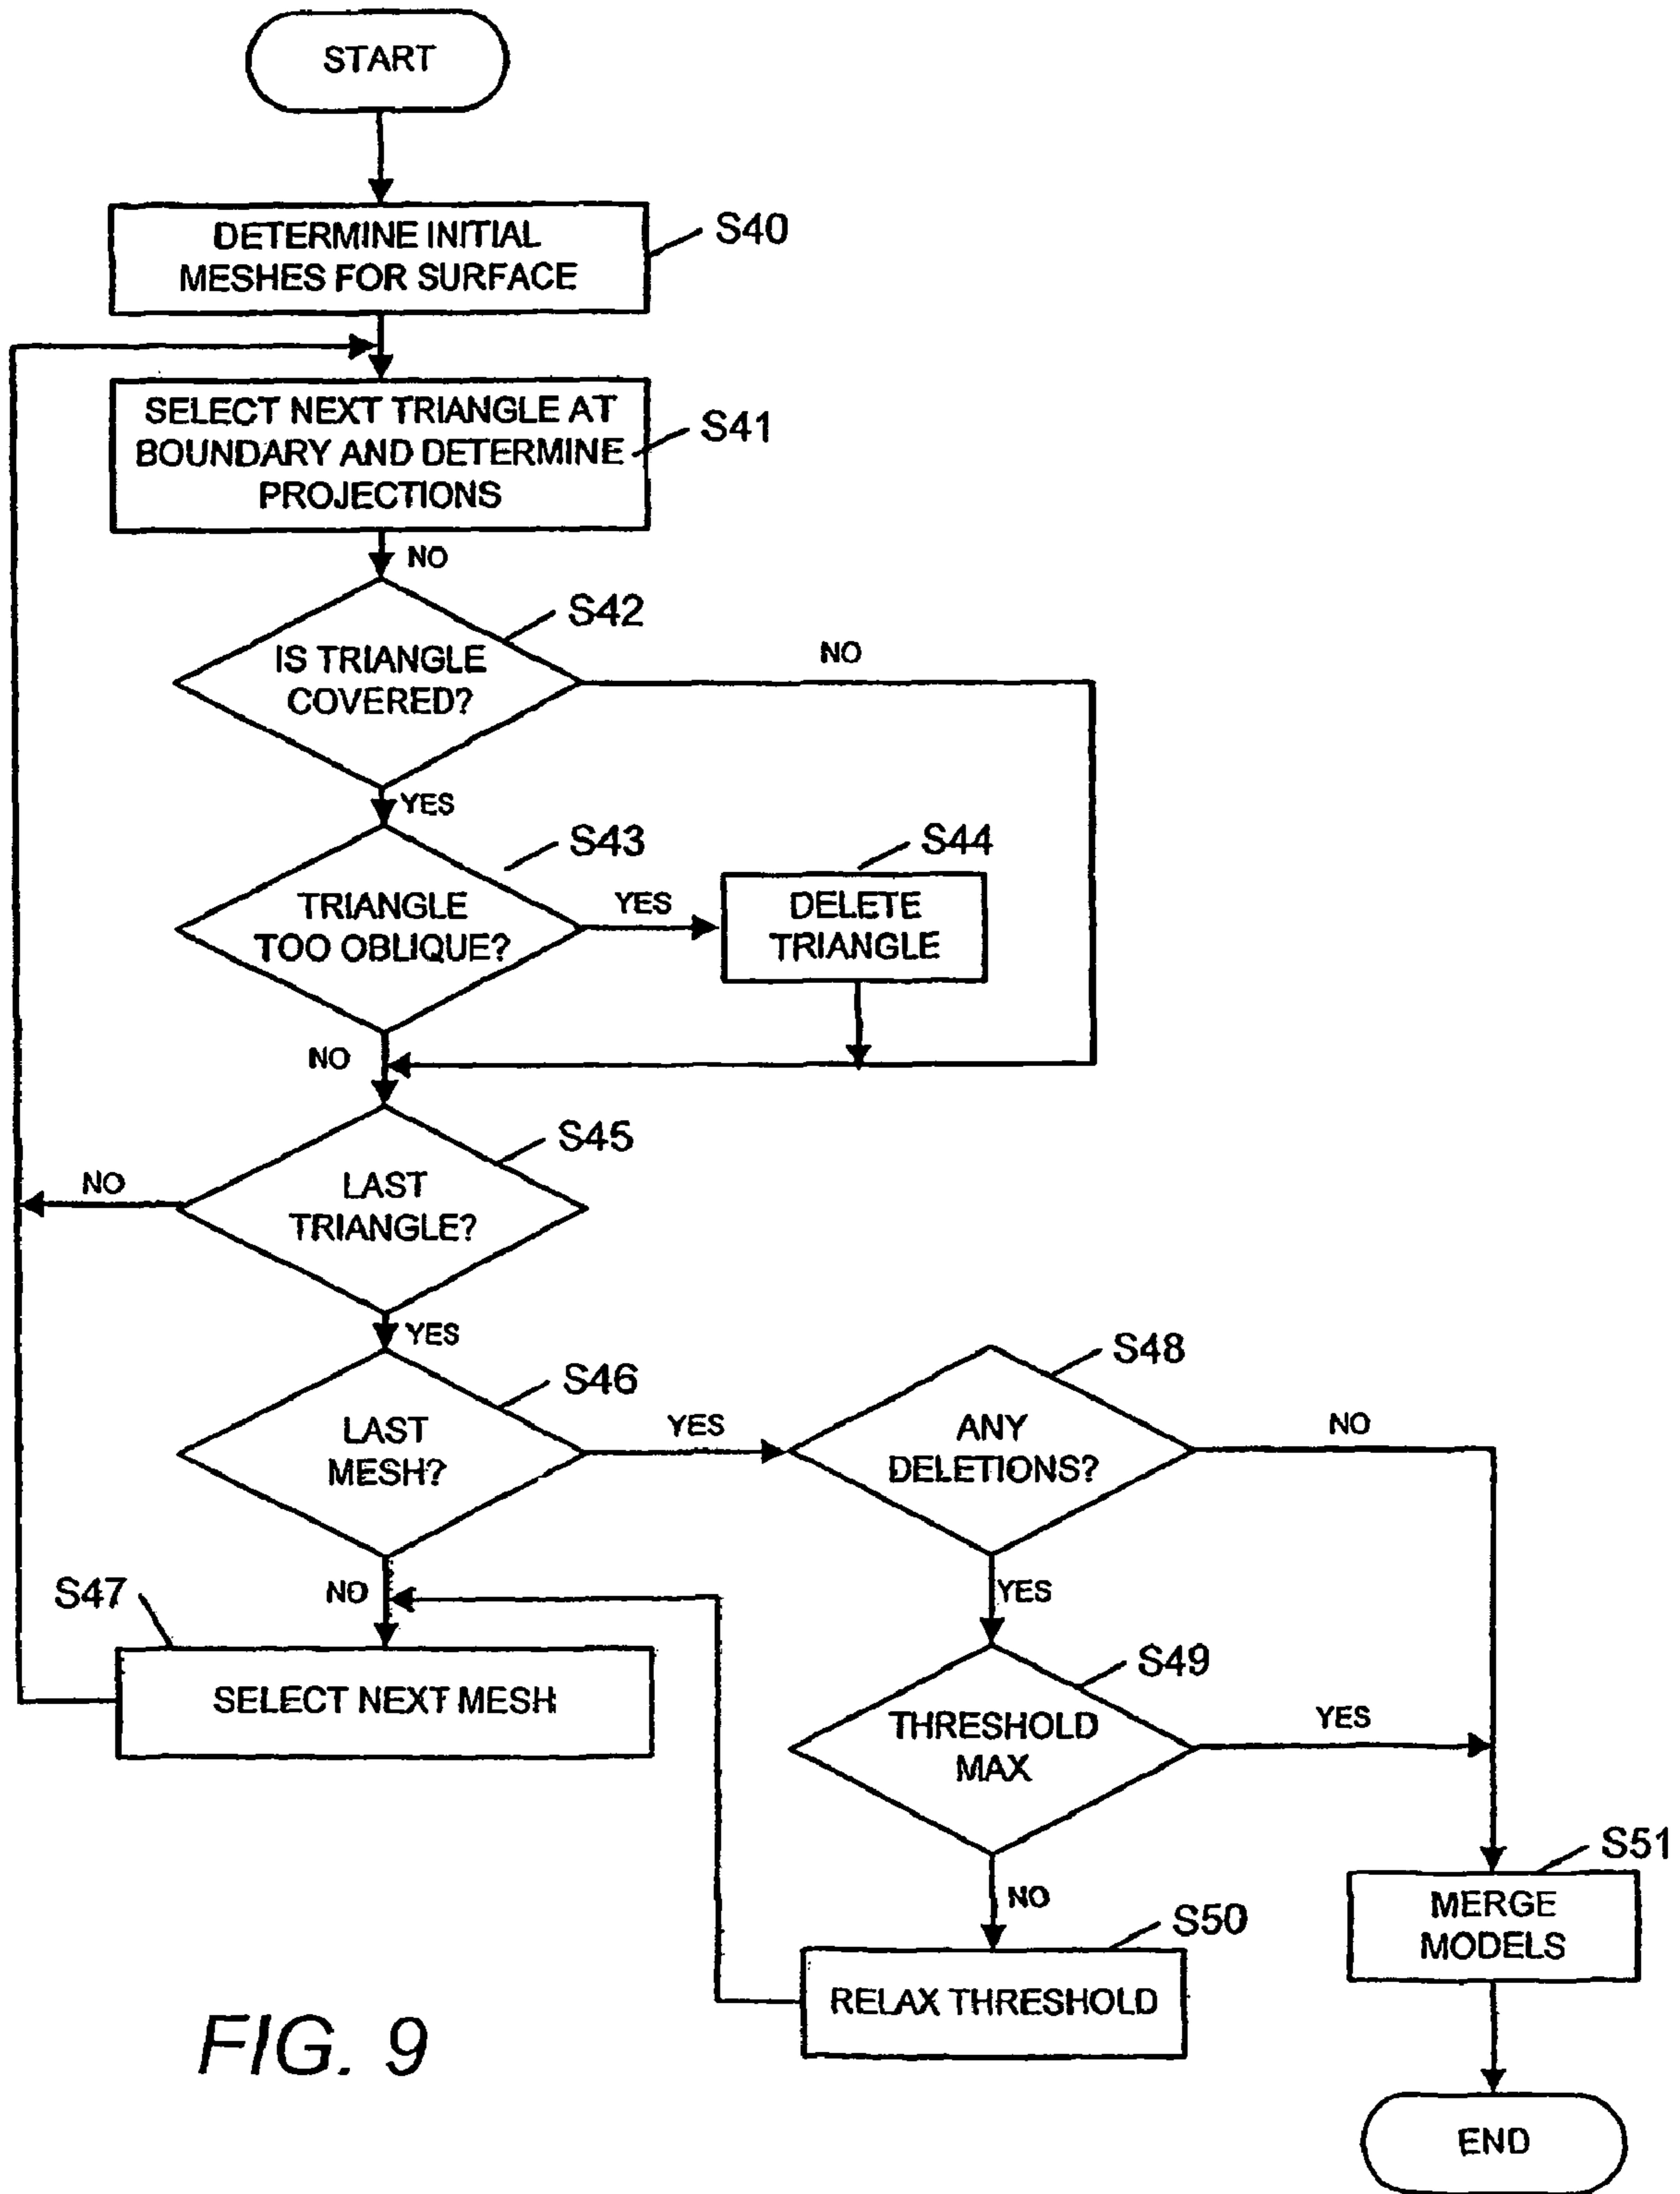 START
DETERMINE INITIAL
MESHES FOR SURFACE
S40
SELECT NEXT TRIANGLE AT
BOUNDARY AND DETERMINE
PROJECTIONS
S41
NO
S42
IS TRIANGLE
COVERED?
NO
YES
S43
TRIANGLE
TOO OBLIQUE?
YES
S44
DELETE
TRIANGLE
NO
S45
LAST
TRIANGLE?
NO
YES
S46
LAST
MESH?
YES
S48
ANY
DELETIONS?
NO
NO
YES
S47
SELECT NEXT MESH
S49
THRESHOLD
MAX
YES
NO
S50
RELAX THRESHOLD
S51
MERGE
MODELS
END
FIG. 9